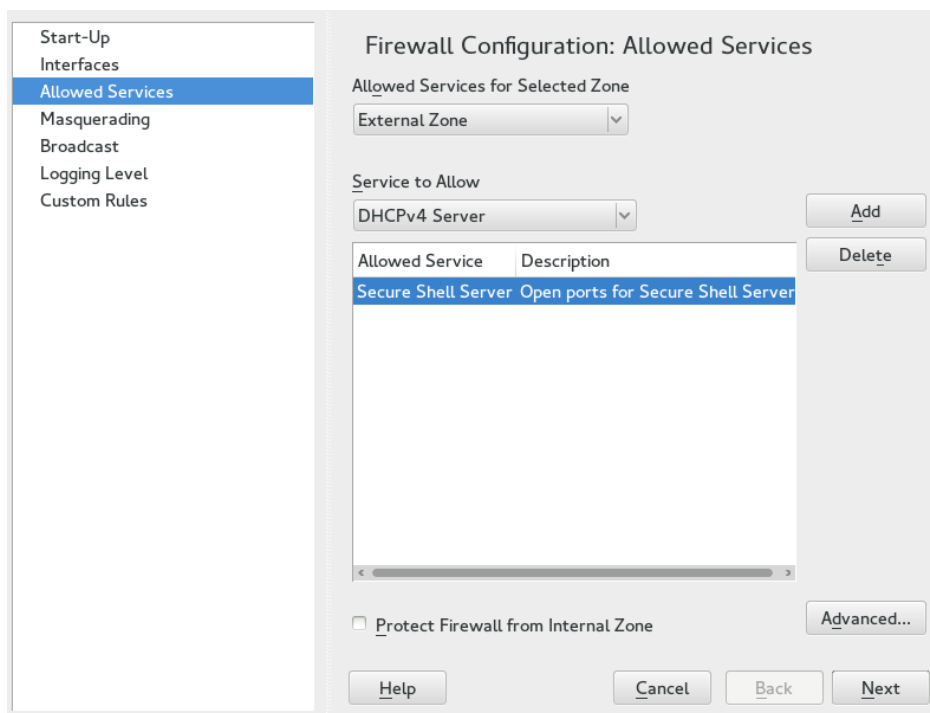 Start-Up
Interfaces
Allowed Services
Masquerading
Broadcast
Logging Level
Custom Rules
Firewall Configuration: Allowed Services
Allowed Services for Selected Zone
External Zone
Service to Allow
DHCPv4 Server
Add
Delete
Allowed Service Description
Secure Shell Server Open ports for Secure Shell Server
Protect Firewall from Internal Zone
Advanced...
Help Cancel Back Next